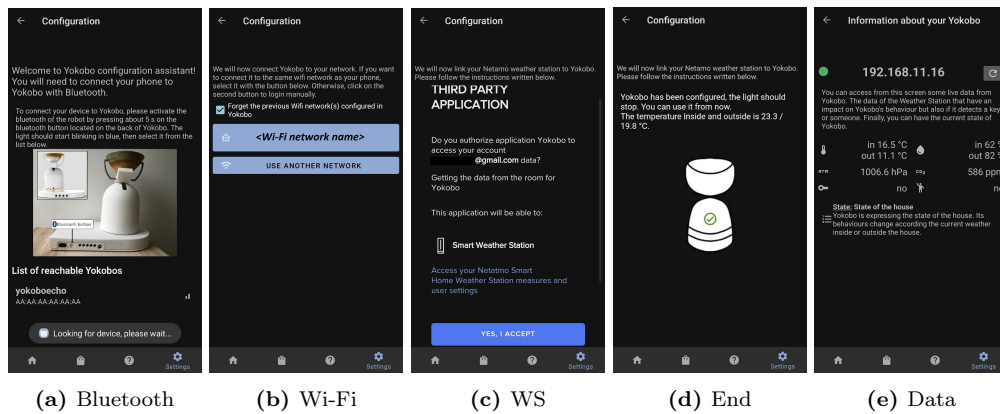 ← Configuration
Welcome to Yokobo configuration assistant!
You will need to connect your phone to
Yokobo with Bluetooth.
To connect your device to Yokobo, please activate the
bluetooth of the robot by pressing about 5 s on the
bluetooth button located on the back of Yokobo. The
light should start blinking in blue, then select it from the
list below.
Bluetooth button
List of reachable Yokobos
yokoboecho
AA:AA:AA:AA:AA:AA
Looking for device, please wait...
Settings
(a) Bluetooth
← Configuration
We will now connect Yokobo to your network. If you want
to connect it to the same wifi network as your phone,
select it with the button below. Otherwise, click on the
second button to login manually.
Forget the previous Wifi network(s) configured in
Yokobo
<Wi-Fi network name>
USE ANOTHER NETWORK
Settings
(b) Wi-Fi
← Configuration
We will now link your Netamo weather station to Yokobo.
Please follow the instructions written below.
THIRD PARTY
APPLICATION
Do you authorize application Yokobo to
access your account
@gmail.com data?
Getting the data from the room for
Yokobo
This application will be able to:
Smart Weather Station
Access your Netatmo Smart
Home Weather Station measures and
user settings
YES, I ACCEPT
Settings
(c) WS
← Configuration
We will now link your Netamo weather station to Yokobo.
Please follow the instructions written below.
Yokobo has been configured, the light should
stop. You can use it from now.
The temperature inside and outside is 23.3 /
19.8 °C.
Settings
(d) End
← Information about your Yokobo
192.168.11.16
You can access from this screen some live data from
Yokobo. The data of the Weather Station that have an
impact on Yokobo's behaviour but also if it detects a key
or someone. Finally, you can have the current state of
Yokobo.
in 16.5 °C in 62 %
out 11.1 °C out 82 %
1006.6 hPa CO₂ 586 ppm
no no
State: State of the house
Yokobo is expressing the state of the house. Its
behaviours change according the current weather
inside or outside the house.
Settings
(e) Data